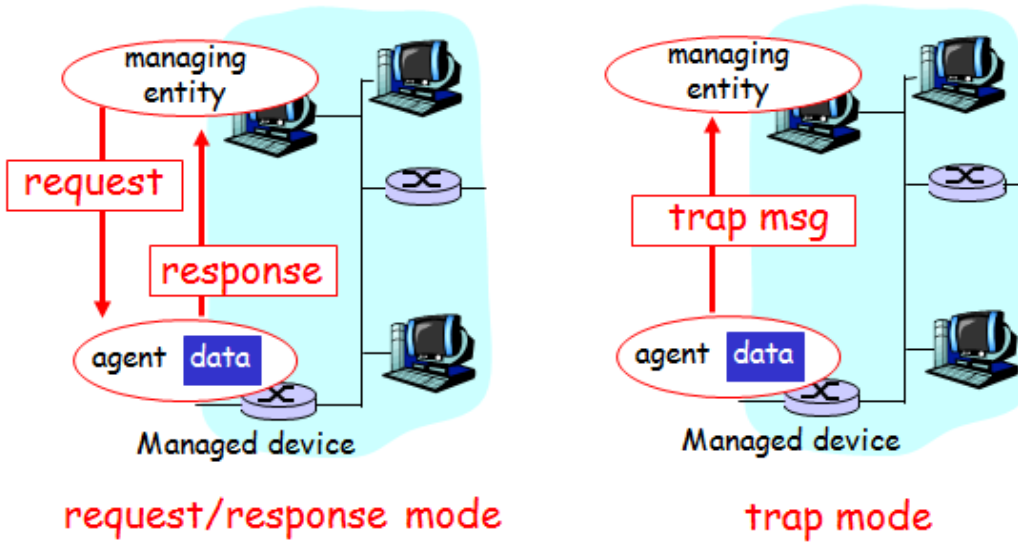 managing
entity
request
response
agent data
Managed device
request/response mode
managing
entity
trap msg
agent data
Managed device
trap mode